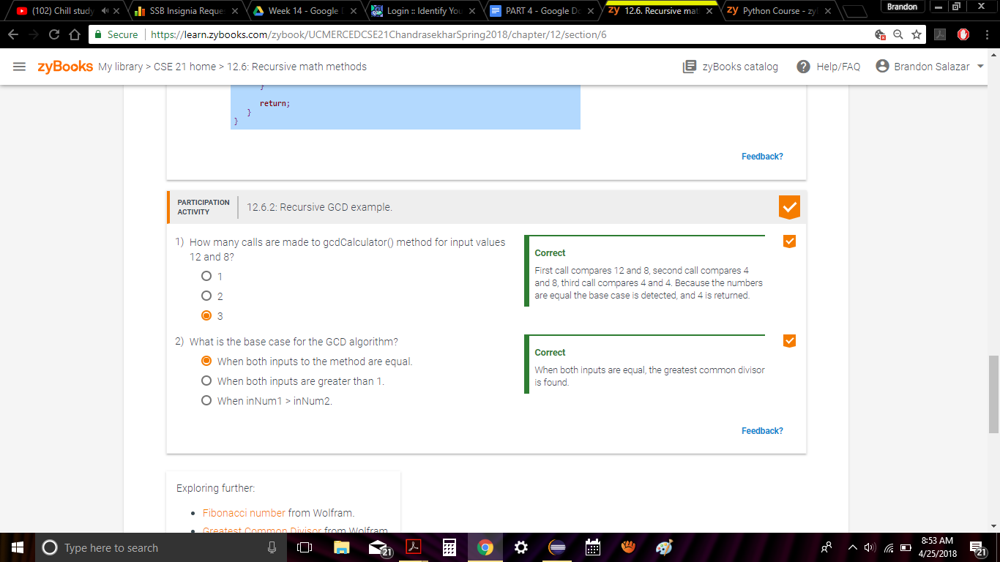 (102) Chill study
SSB Insignia Reque
Week 14 - Google
Login :: Identify You
PART 4 - Google D
zy 12.6. Recursive mat
zy Python Course - zy
Brandon
Secure https://learn.zybooks.com/zybook/UCMERCEDCSE21ChandrasekharSpring2018/chapter/12/section/6
zyBooks My library > CSE 21 home > 12.6: Recursive math methods
zyBooks catalog
Help/FAQ
Brandon Salazar
}
return;
}
}
Feedback?
PARTICIPATION
ACTIVITY
12.6.2: Recursive GCD example.
1) How many calls are made to gcdCalculator() method for input values
12 and 8?
1
2
3
Correct
First call compares 12 and 8, second call compares 4
and 8, third call compares 4 and 4. Because the numbers
are equal the base case is detected, and 4 is returned.
2) What is the base case for the GCD algorithm?
When both inputs to the method are equal.
When both inputs are greater than 1.
When inNum1 > inNum2.
Correct
When both inputs are equal, the greatest common divisor
is found.
Feedback?
Exploring further:
• Fibonacci number from Wolfram.
• Greatest Common Divisor from Wolfram
Type here to search
21
8:53 AM
4/25/2018
21